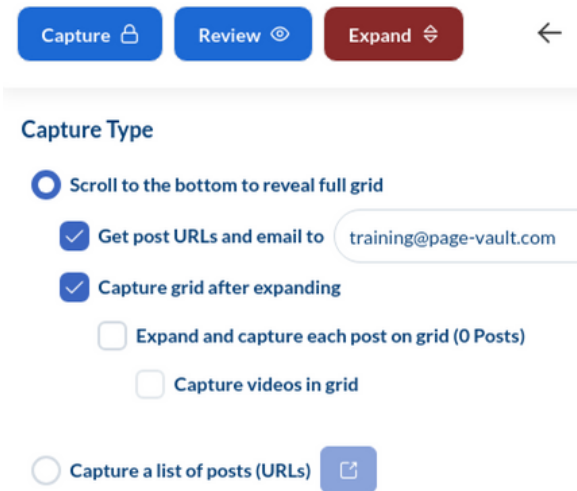 Capture
Review
Expand
Capture Type
Scroll to the bottom to reveal full grid
Get post URLs and email to training@page-vault.com
Capture grid after expanding
Expand and capture each post on grid (0 Posts)
Capture videos in grid
Capture a list of posts (URLs)